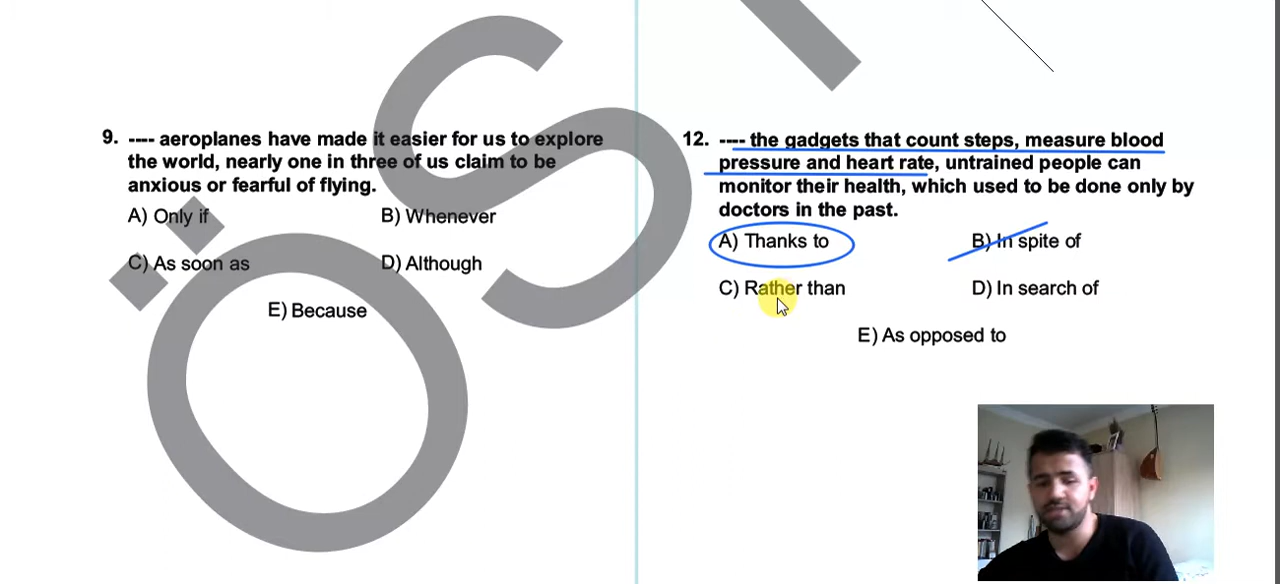 9. ---- aeroplanes have made it easier for us to explore
the world, nearly one in three of us claim to be
anxious or fearful of flying.
A) Only if
B) Whenever
C) As soon as
D) Although
E) Because
12. ---- the gadgets that count steps, measure blood
pressure and heart rate, untrained people can
monitor their health, which used to be done only by
doctors in the past.
A) Thanks to
B) In spite of
C) Rather than
D) In search of
E) As opposed to
ÖS